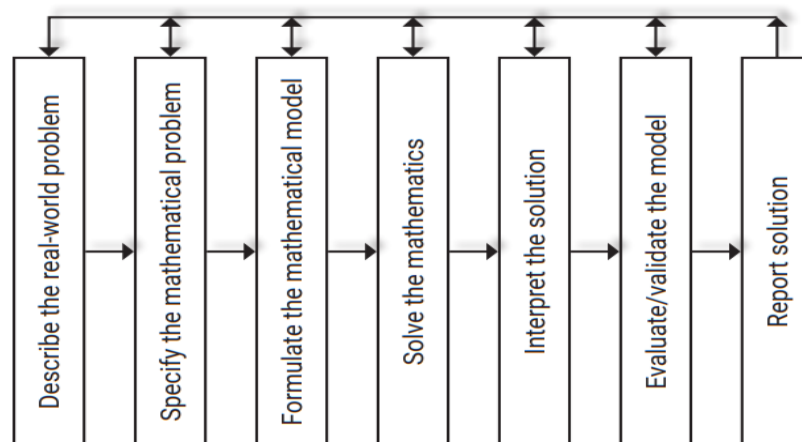 Describe the real-world problem
Specify the mathematical problem
Formulate the mathematical model
Solve the mathematics
Interpret the solution
Evaluate/validate the model
Report solution